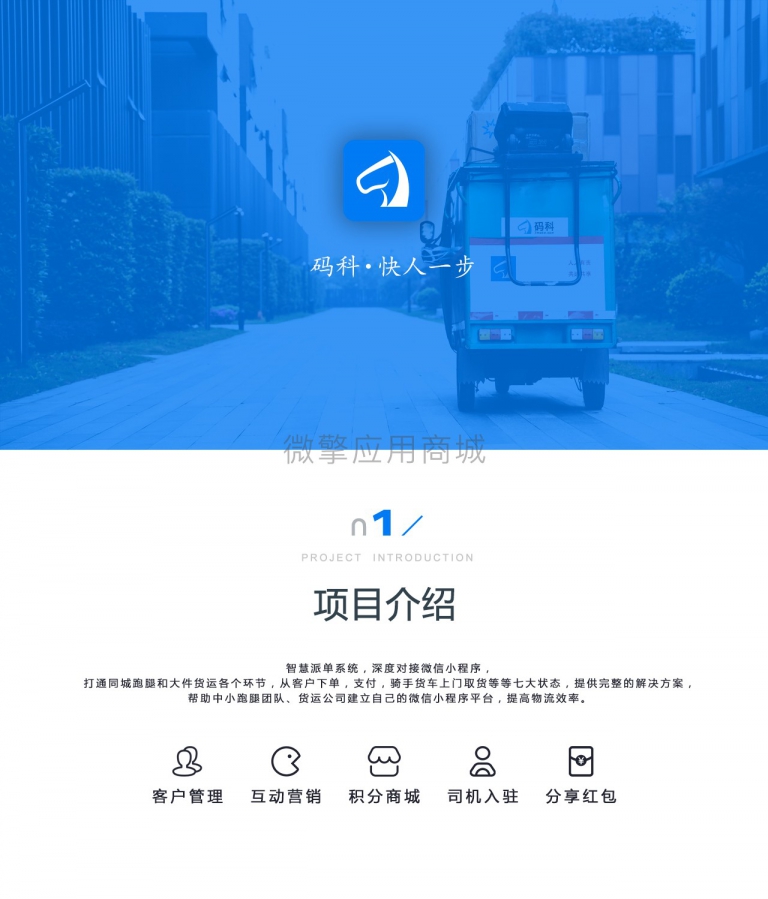 码科
码科·快人一步
微擎应用商城
01/
PROJECT INTRODUCTION
项目介绍
智慧派单系统，深度对接微信小程序，
打通同城跑腿和大件货运各个环节，从客户下单，支付，骑手货车上门取货等等七大状态，提供完整的解决方案，
帮助中小跑腿团队、货运公司建立自己的微信小程序平台，提高物流效率。
客户管理 互动营销 积分商城 司机入驻 分享红包